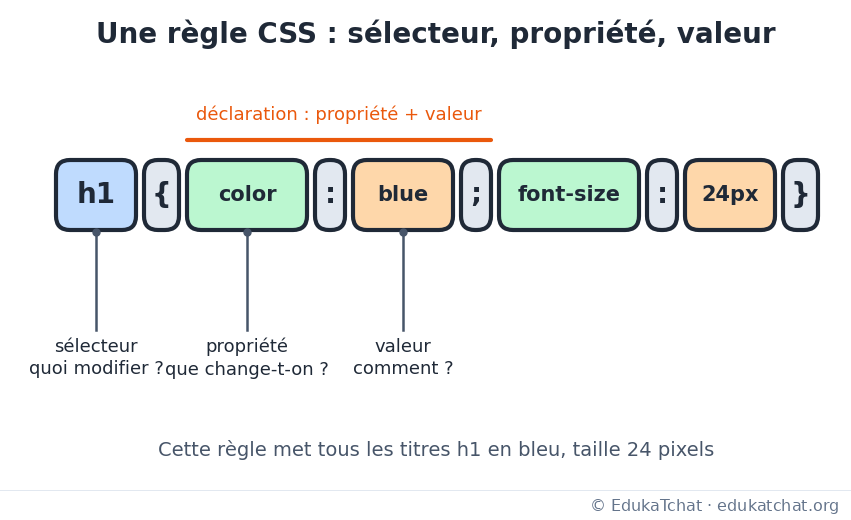 Une règle CSS : sélecteur, propriété, valeur
déclaration : propriété + valeur
h1 { color : blue ; font-size : 24px }
sélecteur propriété valeur
quoi modifier ? que change-t-on ? comment ?
Cette règle met tous les titres h1 en bleu, taille 24 pixels
© EdukaTchat · edukatchat.org